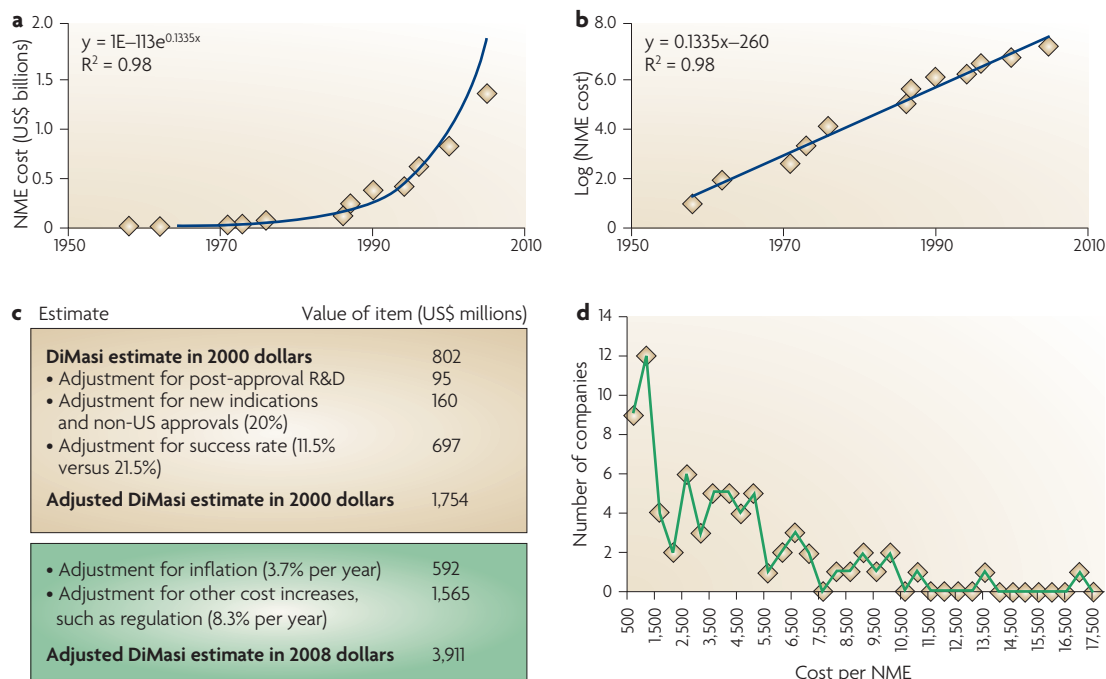 a
2.0
1.5
1.0
0.5
0
NME cost (US$ billions)
y = 1E–113e0.1335x
R2 = 0.98
1950 1970 1990 2010
b
8.0
6.0
4.0
2.0
0
Log (NME cost)
y = 0.1335x–260
R2 = 0.98
1950 1970 1990 2010
c Estimate Value of item (US$ millions)
DiMasi estimate in 2000 dollars 802
• Adjustment for post-approval R&D 95
• Adjustment for new indications 160
and non-US approvals (20%)
• Adjustment for success rate (11.5% 697
versus 21.5%)
Adjusted DiMasi estimate in 2000 dollars 1,754
• Adjustment for inflation (3.7% per year) 592
• Adjustment for other cost increases, 1,565
such as regulation (8.3% per year)
Adjusted DiMasi estimate in 2008 dollars 3,911
d
14
12
10
8
6
4
2
0
Number of companies
500 1,500 2,500 3,500 4,500 5,500 6,500 7,500 8,500 9,500 10,500 11,500 12,500 13,500 14,500 15,500 16,500 17,500
Cost per NME